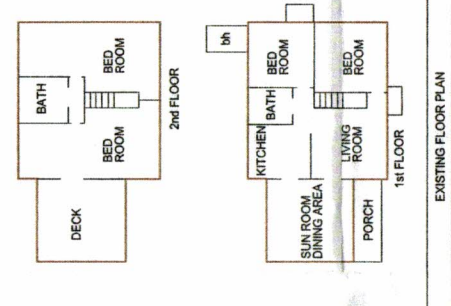 BATH
BED
ROOM
BED
ROOM
DECK
2nd FLOOR
bh
BED
ROOM
BED
ROOM
BATH
KITCHEN
LIVING
ROOM
SUN ROOM
DINING AREA
PORCH
1st FLOOR
EXISTING FLOOR PLAN